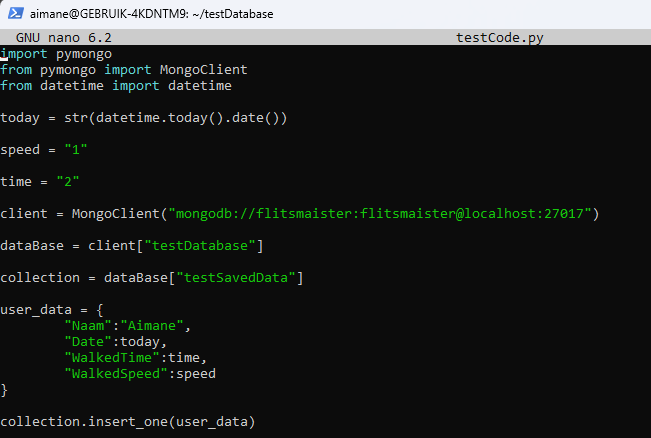 aimane@GEBRUIK-4KDNTM9: ~/testDatabase
GNU nano 6.2 testCode.py
import pymongo
from pymongo import MongoClient
from datetime import datetime
today = str(datetime.today().date())
speed = "1"
time = "2"
client = MongoClient("mongodb://flitsmaister:flitsmaister@localhost:27017")
dataBase = client["testDatabase"]
collection = dataBase["testSavedData"]
user_data = {
"Naam":"Aimane",
"Date":today,
"WalkedTime":time,
"WalkedSpeed":speed
}
collection.insert_one(user_data)